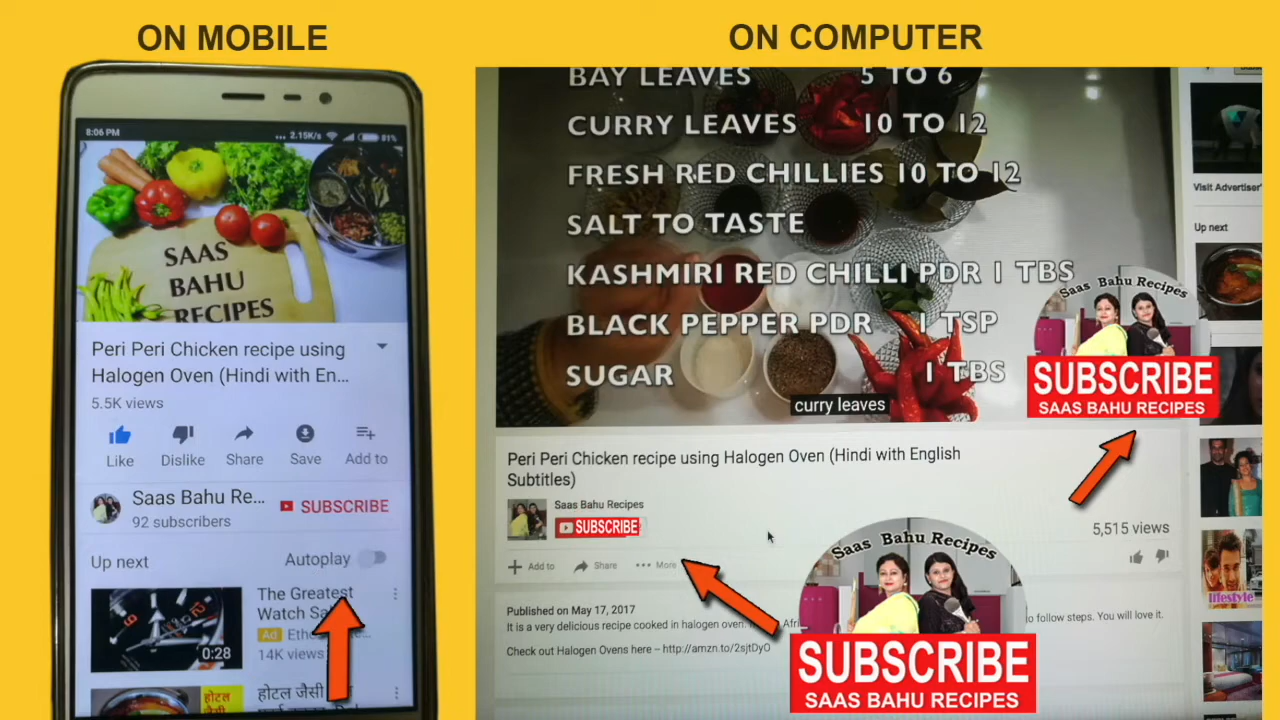 ON MOBILE
8:06 PM
2.15K/s
81%
SAAS
BAHU
RECIPES
Peri Peri Chicken recipe using
Halogen Oven (Hindi with En...
5.5K views
Like Dislike Share Save Add to
Saas Bahu Re...
SUBSCRIBE
92 subscribers
Up next
Autoplay
The Greatest
Watch
Ad
14K views
0:28
होटल जैसी
होटल
जैसी
ON COMPUTER
BAY LEAVES 5 TO 6
CURRY LEAVES 10 TO 12
FRESH RED CHILLIES 10 TO 12
SALT TO TASTE
KASHMIRI RED CHILLI PDR 1 TBS
BLACK PEPPER PDR 1 TSP
SUGAR 1 TBS
curry leaves
Saas Bahu Recipes
SUBSCRIBE
SAAS BAHU RECIPES
Visit Advertiser'
Up next
lifestyle
Peri Peri Chicken recipe using Halogen Oven (Hindi with English
Subtitles)
Saas Bahu Recipes
SUBSCRIBE
5,515 views
Add to Share More
Published on May 17, 2017
It is a very delicious recipe cooked in halogen oven. Afri
to follow steps. You will love it.
Check out Halogen Ovens here – http://amzn.to/2sjtDyO
Saas Bahu Recipes
SUBSCRIBE
SAAS BAHU RECIPES